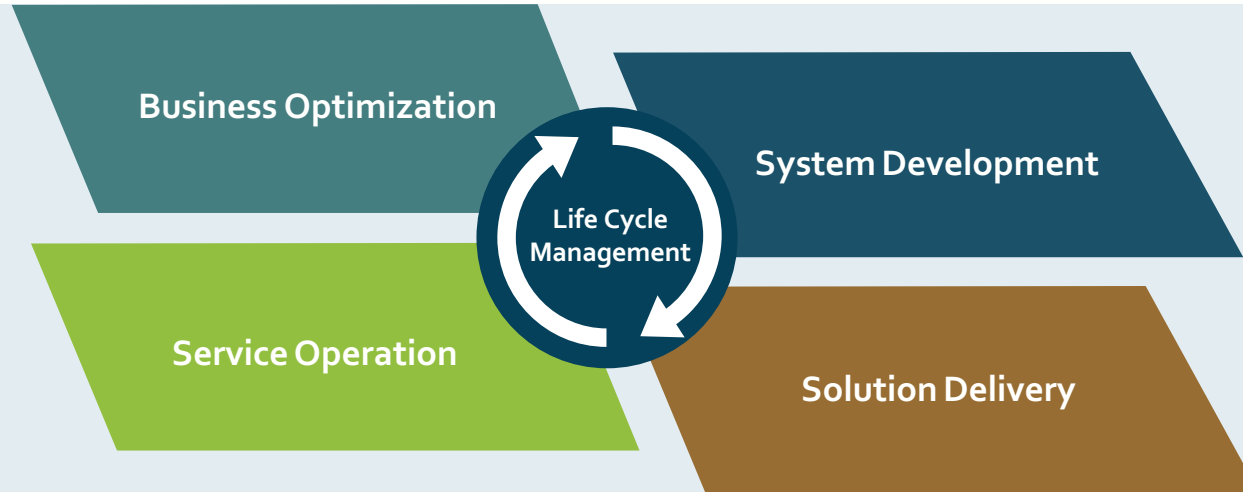 Business Optimization
System Development
Life Cycle
Management
Service Operation
Solution Delivery